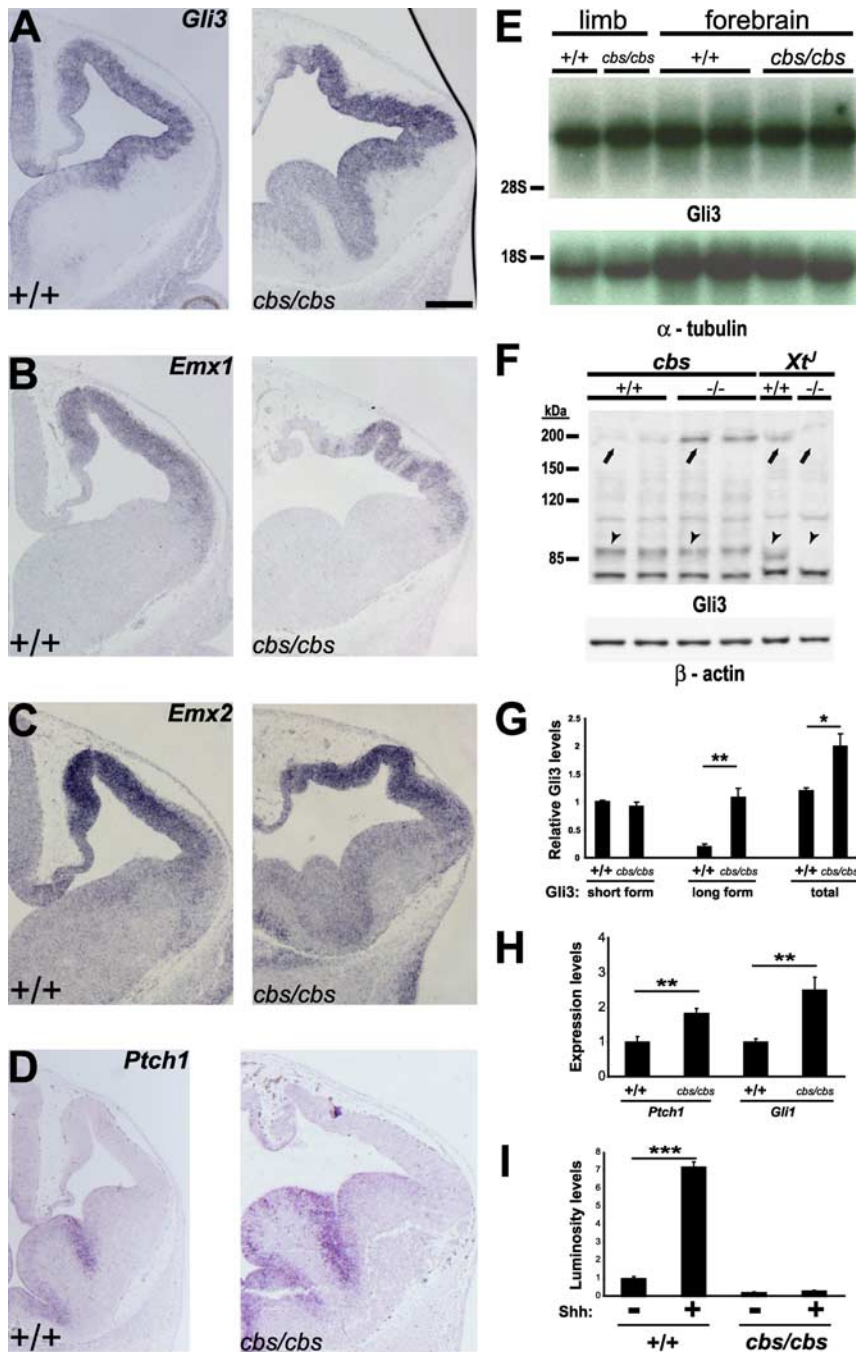 A
Gli3
+/+
cbs/cbs
B
Emx1
+/+
cbs/cbs
C
Emx2
+/+
cbs/cbs
D
Ptch1
+/+
cbs/cbs
E
limb forebrain
+/+ cbs/cbs +/+ cbs/cbs
28S
Gli3
18S
α - tubulin
F
cbs Xt^J
+/+ -/- +/+ -/-
kDa
200
150
120
85
Gli3
β - actin
G
Relative Gli3 levels
2.5
2
1.5
1
0.5
0
** *
+/+ cbs/cbs +/+ cbs/cbs +/+ cbs/cbs
Gli3: short form long form total
H
Expression levels
4
3
2
1
0
** **
+/+ cbs/cbs +/+ cbs/cbs
Ptch1 Gli1
I
Luminosity levels
8
7
6
5
4
3
2
1
0
***
Shh: - + - +
+/+ cbs/cbs